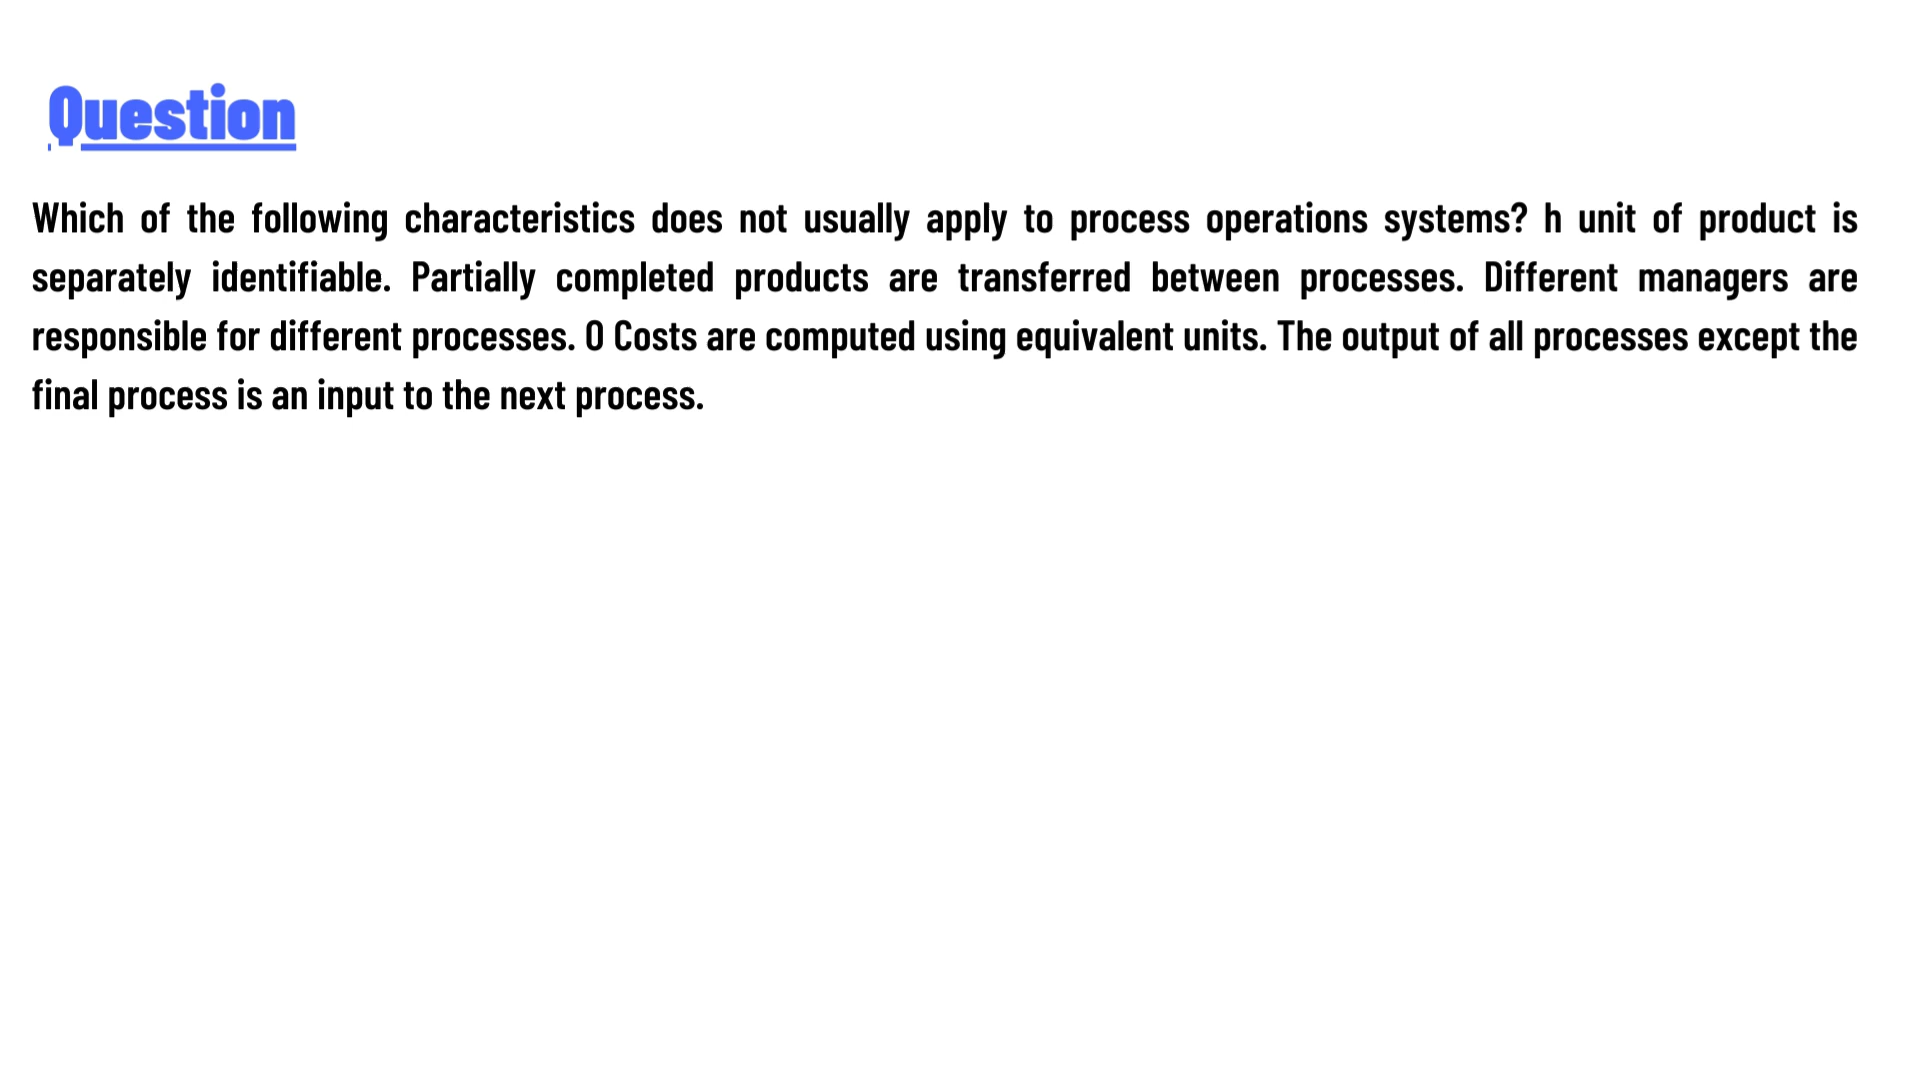 Question
Which of the following characteristics does not usually apply to process operations systems? h unit of product is
separately identifiable. Partially completed products are transferred between processes. Different managers are
responsible for different processes. 0 Costs are computed using equivalent units. The output of all processes except the
final process is an input to the next process.